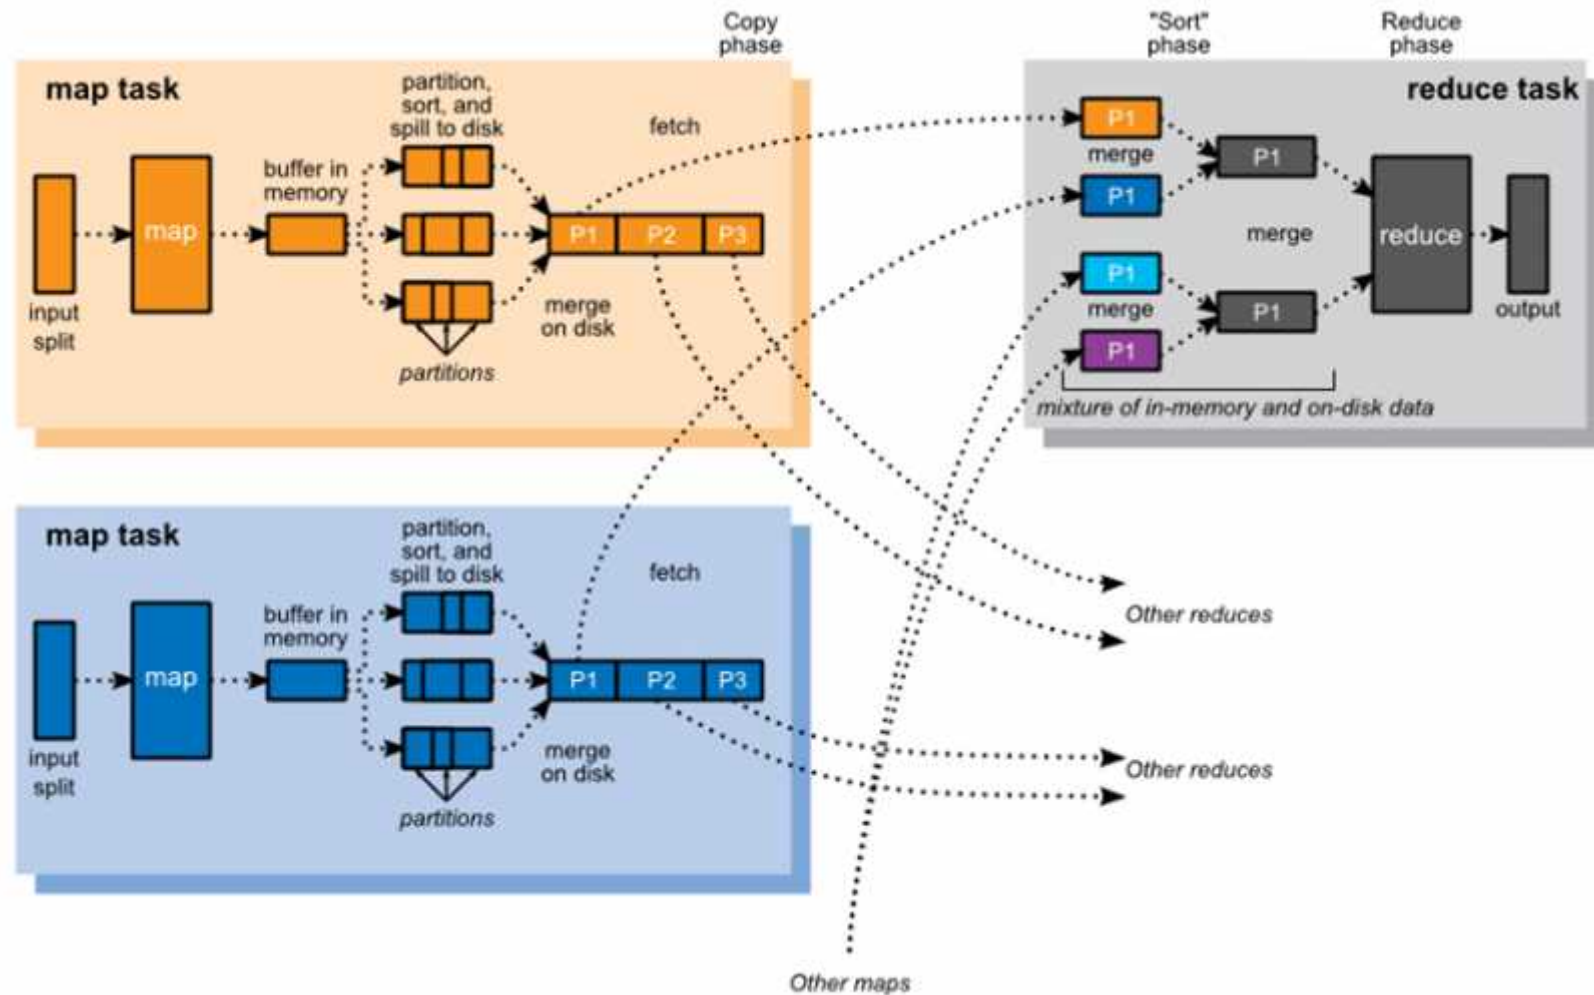 Copy
phase
"Sort"
phase
Reduce
phase
map task
partition,
sort, and
spill to disk
fetch
buffer in
memory
map
P1 P2 P3
input
split
merge
on disk
partitions
reduce task
P1
merge
P1
P1
merge
reduce
P1
merge
P1
P1
output
mixture of in-memory and on-disk data
map task
partition,
sort, and
spill to disk
fetch
buffer in
memory
map
P1 P2 P3
input
split
merge
on disk
partitions
Other reduces
Other reduces
Other maps